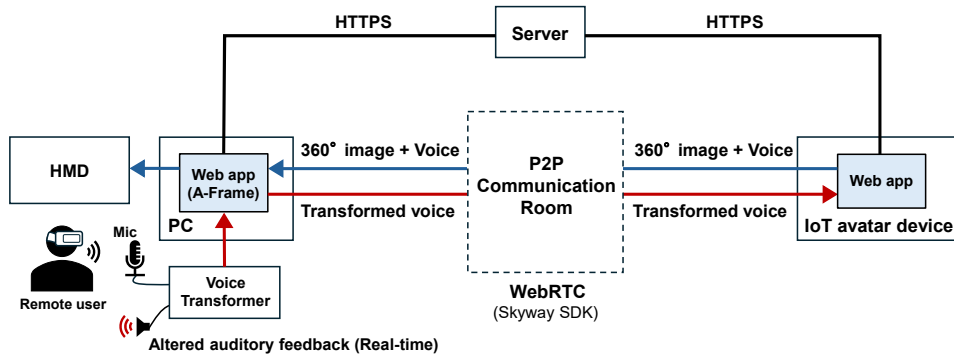 HTTPS
Server
HTTPS
HMD
Web app
(A-Frame)
PC
360° image + Voice
Transformed voice
P2P
Communication
Room
360° image + Voice
Transformed voice
Web app
IoT avatar device
Mic
Remote user
Voice
Transformer
WebRTC
(Skyway SDK)
Altered auditory feedback (Real-time)